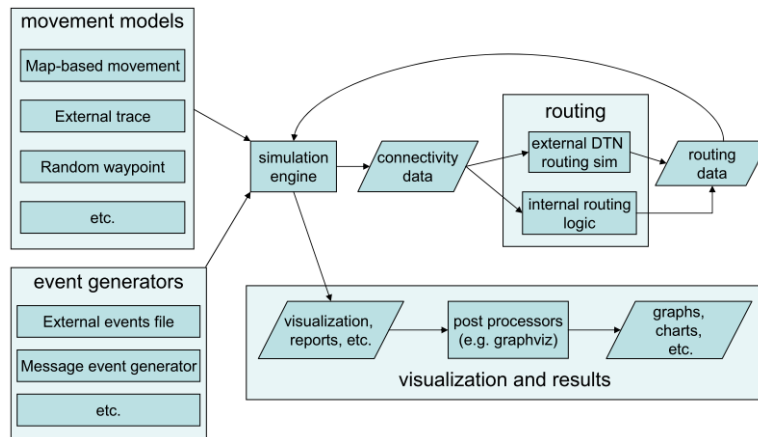 movement models
Map-based movement
External trace
Random waypoint
etc.
event generators
External events file
Message event generator
etc.
simulation
engine
connectivity
data
routing
external DTN
routing sim
internal routing
logic
routing
data
visualization,
reports, etc.
post processors
(e.g. graphviz)
graphs,
charts,
etc.
visualization and results